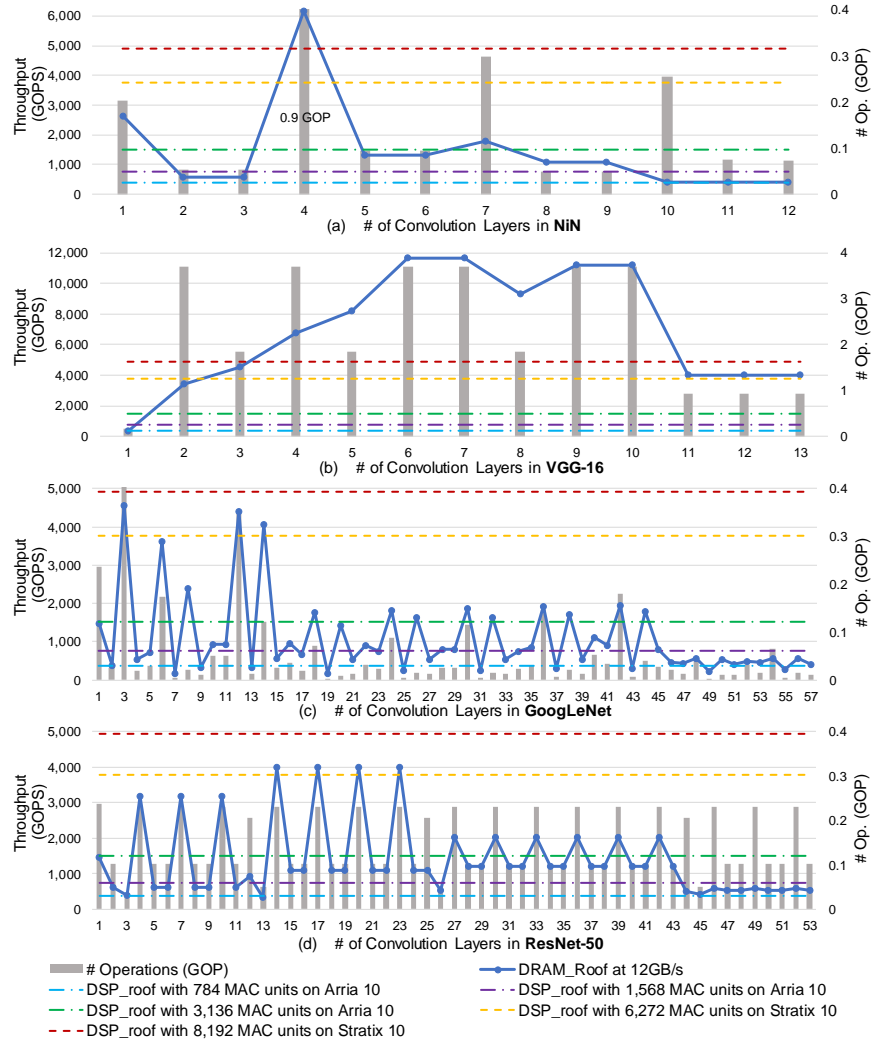 6,000
5,000
4,000
3,000
2,000
1,000
0
Throughput
(GOPS)
0.9 GOP
0.4
0.3
0.2
0.1
0
# Op. (GOP)
1 2 3 4 5 6 7 8 9 10 11 12
(a) # of Convolution Layers in NiN
12,000
10,000
8,000
6,000
4,000
2,000
0
Throughput
(GOPS)
4
3
2
1
0
# Op. (GOP)
1 2 3 4 5 6 7 8 9 10 11 12 13
(b) # of Convolution Layers in VGG-16
5,000
4,000
3,000
2,000
1,000
0
Throughput
(GOPS)
0.4
0.3
0.2
0.1
0
# Op. (GOP)
1 3 5 7 9 11 13 15 17 19 21 23 25 27 29 31 33 35 37 39 41 43 45 47 49 51 53 55 57
(c) # of Convolution Layers in GoogLeNet
5,000
4,000
3,000
2,000
1,000
0
Throughput
(GOPS)
0.4
0.3
0.2
0.1
0
# Op. (GOP)
1 3 5 7 9 11 13 15 17 19 21 23 25 27 29 31 33 35 37 39 41 43 45 47 49 51 53
(d) # of Convolution Layers in ResNet-50
# Operations (GOP)
DRAM_Roof at 12GB/s
DSP_roof with 784 MAC units on Arria 10
DSP_roof with 1,568 MAC units on Arria 10
DSP_roof with 3,136 MAC units on Arria 10
DSP_roof with 6,272 MAC units on Stratix 10
DSP_roof with 8,192 MAC units on Stratix 10